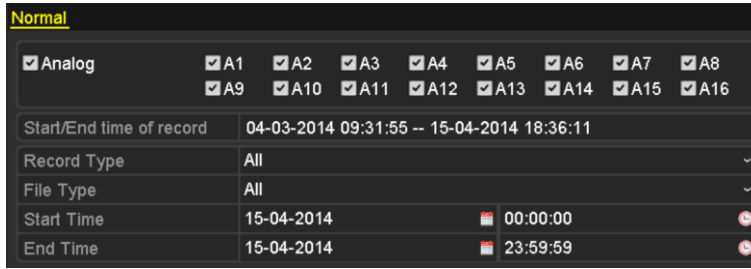 Normal
Analog A1 A2 A3 A4 A5 A6 A7 A8
A9 A10 A11 A12 A13 A14 A15 A16
Start/End time of record 04-03-2014 09:31:55 -- 15-04-2014 18:36:11
Record Type All
File Type All
Start Time 15-04-2014 00:00:00
End Time 15-04-2014 23:59:59